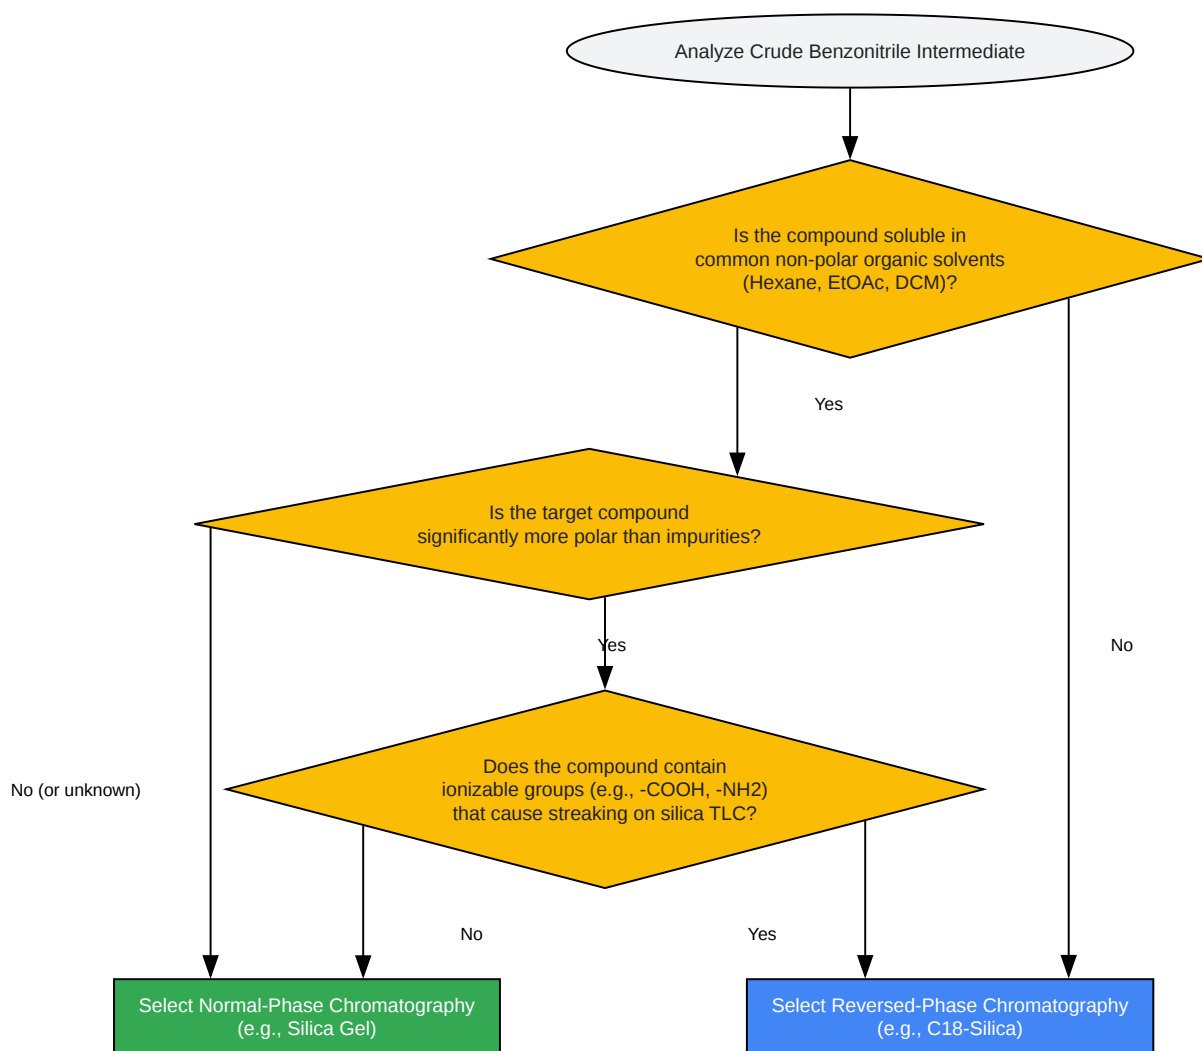 Analyze Crude Benzonitrile Intermediate
Is the compound soluble in
common non-polar organic solvents
(Hexane, EtOAc, DCM)?
Yes
Is the target compound
significantly more polar than impurities?
Yes
No
Does the compound contain
ionizable groups (e.g., -COOH, -NH2)
that cause streaking on silica TLC?
No (or unknown)
No
Yes
Select Normal-Phase Chromatography
(e.g., Silica Gel)
Select Reversed-Phase Chromatography
(e.g., C18-Silica)